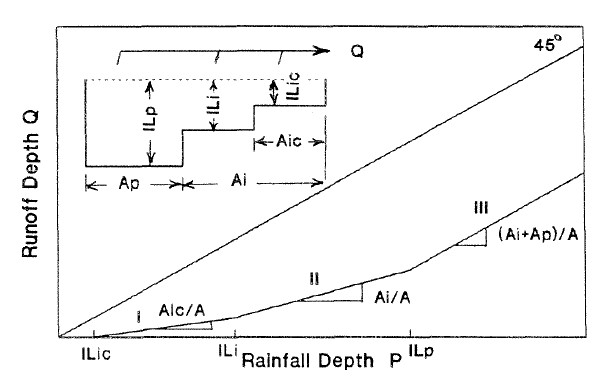 Q
45°
ILp
ILi
ILic
Aic
Ap
Ai
Runoff Depth Q
III
(Ai+Ap)/A
II
Ai/A
I
AIc/A
ILic
ILi
Rainfall Depth P
ILp